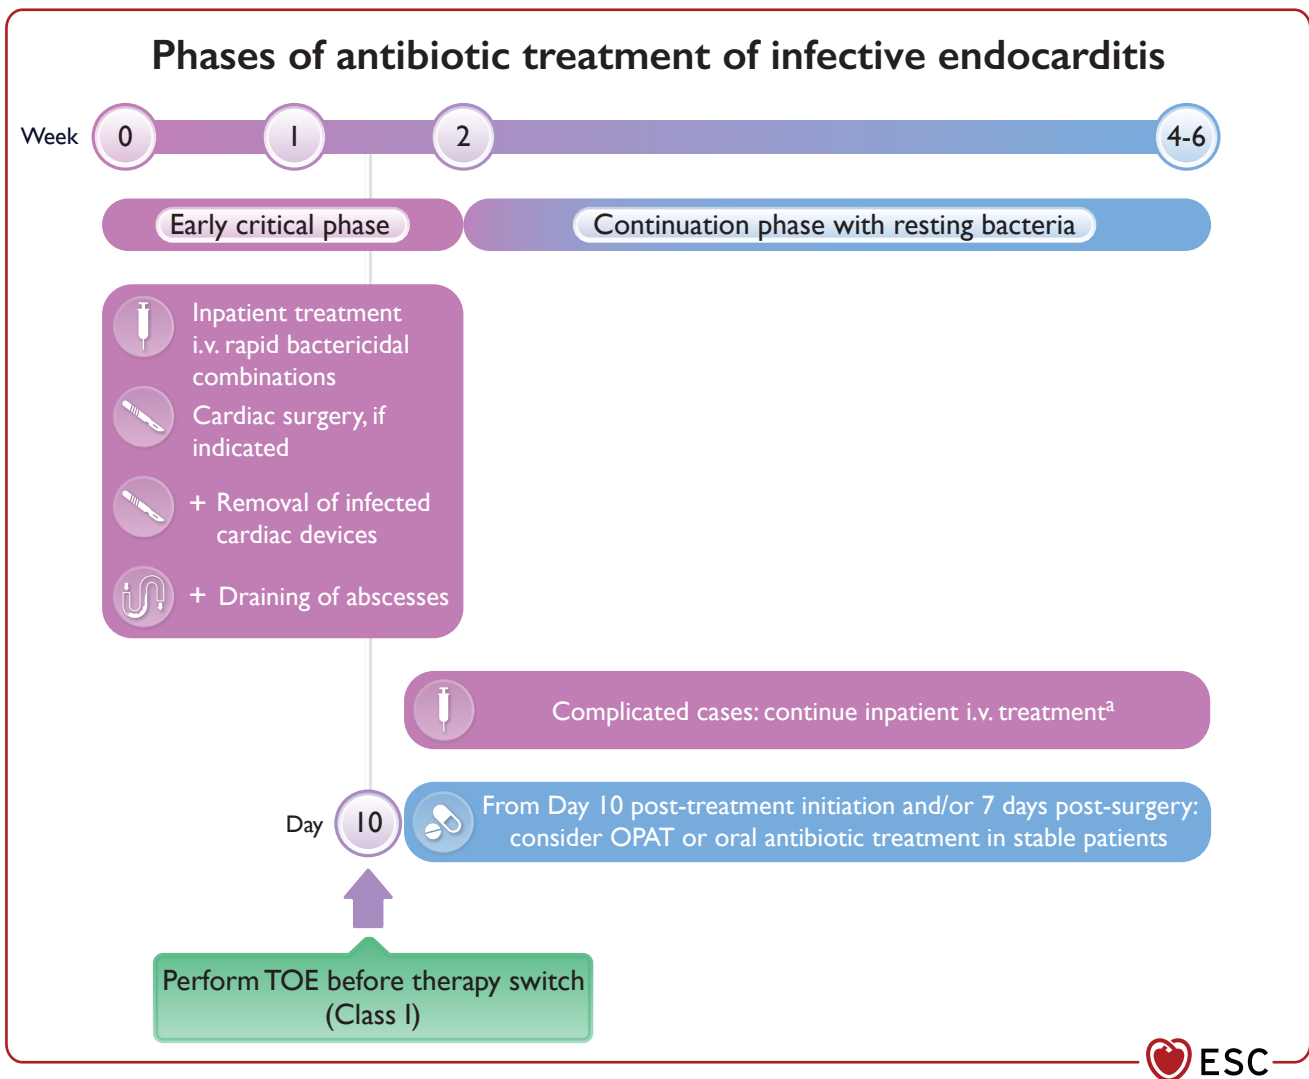 Phases of antibiotic treatment of infective endocarditis
Week
0
1
2
4-6
Early critical phase
Continuation phase with resting bacteria
Inpatient treatment
i.v. rapid bactericidal
combinations
Cardiac surgery, if
indicated
+ Removal of infected
cardiac devices
+ Draining of abscesses
Complicated cases: continue inpatient i.v. treatmentᵃ
Day
10
From Day 10 post-treatment initiation and/or 7 days post-surgery:
consider OPAT or oral antibiotic treatment in stable patients
Perform TOE before therapy switch
(Class I)
ESC